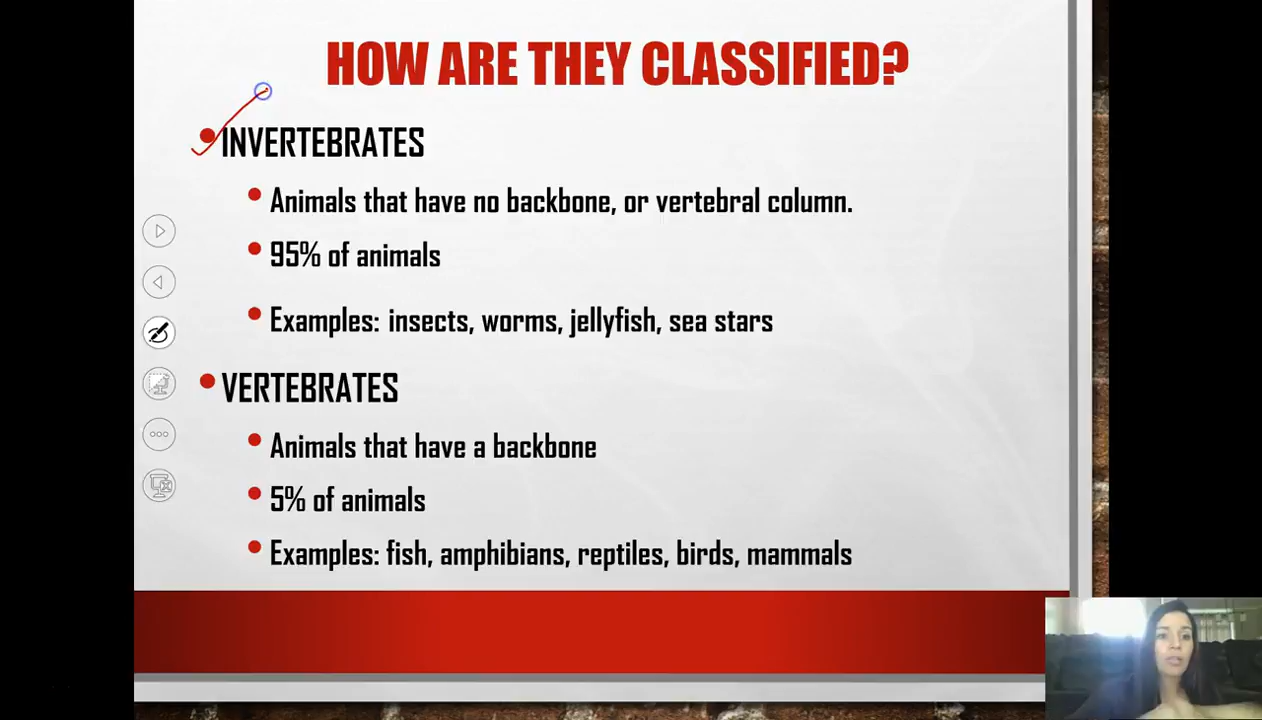 HOW ARE THEY CLASSIFIED?
INVERTEBRATES
Animals that have no backbone, or vertebral column.
95% of animals
Examples: insects, worms, jellyfish, sea stars
VERTEBRATES
Animals that have a backbone
5% of animals
Examples: fish, amphibians, reptiles, birds, mammals